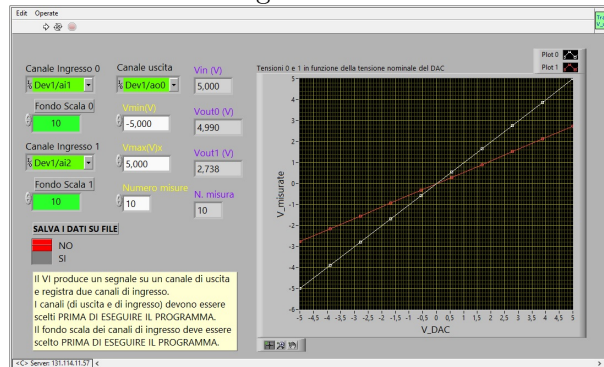 Edit Operate
Canale Ingresso 0
Canale uscita
Vin (V)
Dev1/ai1
Dev1/ao0
5,000
Fondo Scala 0
Vmin(V)
Vout0 (V)
10
-5,000
4,990
Canale Ingresso 1
Vmax(V)x
Vout1 (V)
Dev1/ai2
5,000
2,738
Fondo Scala 1
Numero misure
N. misura
10
10
10
SALVA I DATI SU FILE
NO
SI
Il VI produce un segnale su un canale di uscita
e registra due canali di ingresso.
I canali (di uscita e di ingresso) devono essere
scelti PRIMA DI ESEGUIRE IL PROGRAMMA.
Il fondo scala dei canali di ingresso deve essere
scelto PRIMA DI ESEGUIRE IL PROGRAMMA.
Plot 0
Plot 1
Tensioni 0 e 1 in funzione della tensione nominale del DAC
V_misurate
5
4
3
2
1
0
-1
-2
-3
-4
-5
-6
-5 -4,5 -4 -3,5 -3 -2,5 -2 -1,5 -1 -0,5 0 0,5 1 1,5 2 2,5 3 3,5 4 4,5 5
V_DAC
<C> Server: 131.114.11.57